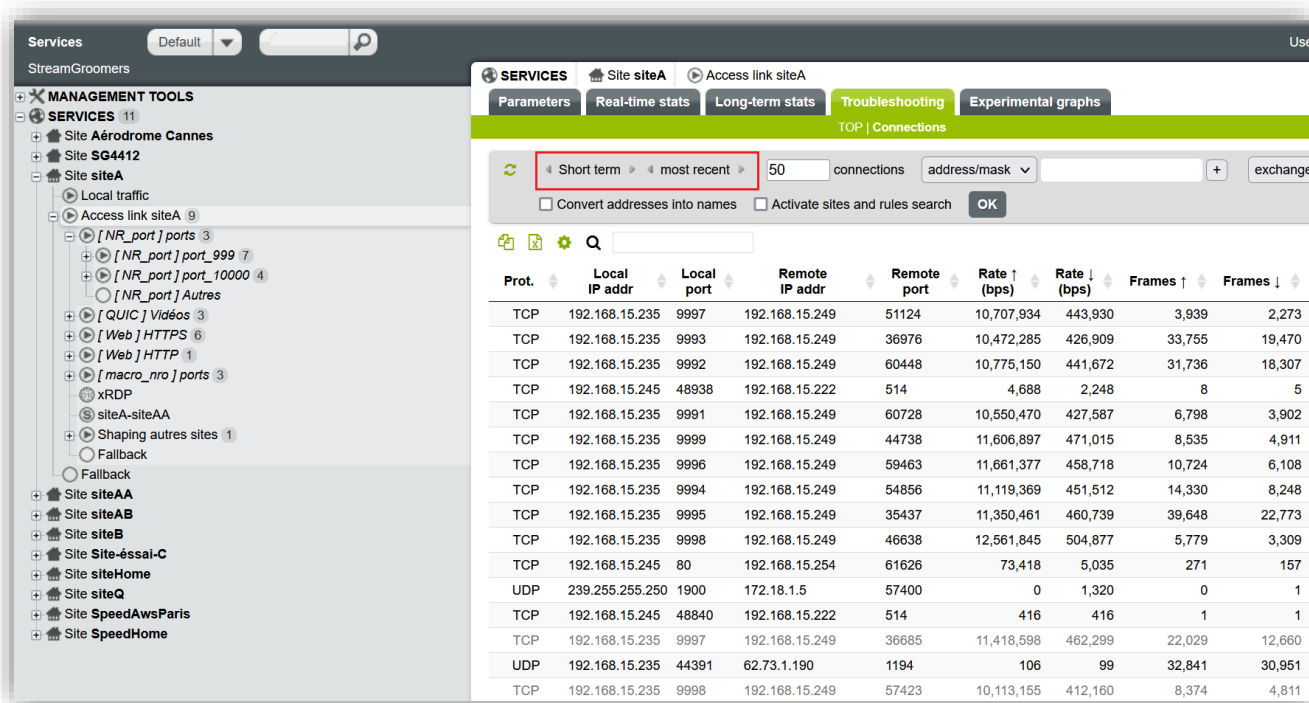 Services Default
StreamGroomers
Use
MANAGEMENT TOOLS
SERVICES 11
Site Aérodrome Cannes
Site SG4412
Site siteA
Local traffic
Access link siteA 9
[ NR_port ] ports 3
[ NR_port ] port_999 7
[ NR_port ] port_10000 4
[ NR_port ] Autres
[ QUIC ] Vidéos 3
[ Web ] HTTPS 6
[ Web ] HTTP 1
[ macro_nro ] ports 3
xRDP
siteA-siteAA
Shaping autres sites 1
Fallback
Fallback
Site siteAA
Site siteAB
Site siteB
Site Site-éssai-C
Site siteHome
Site siteQ
Site SpeedAwsParis
Site SpeedHome
SERVICES Site siteA Access link siteA
Parameters Real-time stats Long-term stats Troubleshooting Experimental graphs
TOP | Connections
Short term most recent 50 connections address/mask + exchange
Convert addresses into names Activate sites and rules search OK
Prot. Local IP addr Local port Remote IP addr Remote port Rate ↑ (bps) Rate ↓ (bps) Frames ↑ Frames ↓
TCP 192.168.15.235 9997 192.168.15.249 51124 10,707,934 443,930 3,939 2,273
TCP 192.168.15.235 9993 192.168.15.249 36976 10,472,285 426,909 33,755 19,470
TCP 192.168.15.235 9992 192.168.15.249 60448 10,775,150 441,672 31,736 18,307
TCP 192.168.15.245 48938 192.168.15.222 514 4,688 2,248 8 5
TCP 192.168.15.235 9991 192.168.15.249 60728 10,550,470 427,587 6,798 3,902
TCP 192.168.15.235 9999 192.168.15.249 44738 11,606,897 471,015 8,535 4,911
TCP 192.168.15.235 9996 192.168.15.249 59463 11,661,377 458,718 10,724 6,108
TCP 192.168.15.235 9994 192.168.15.249 54856 11,119,369 451,512 14,330 8,248
TCP 192.168.15.235 9995 192.168.15.249 35437 11,350,461 460,739 39,648 22,773
TCP 192.168.15.235 9998 192.168.15.249 46638 12,561,845 504,877 5,779 3,309
TCP 192.168.15.245 80 192.168.15.254 61626 73,418 5,035 271 157
UDP 239.255.255.250 1900 172.18.1.5 57400 0 1,320 0 1
TCP 192.168.15.245 48840 192.168.15.222 514 416 416 1 1
TCP 192.168.15.235 9997 192.168.15.249 36685 11,418,598 462,299 22,029 12,660
UDP 192.168.15.235 44391 62.73.1.190 1194 106 99 32,841 30,951
TCP 192.168.15.235 9998 192.168.15.249 57423 10,113,155 412,160 8,374 4,811